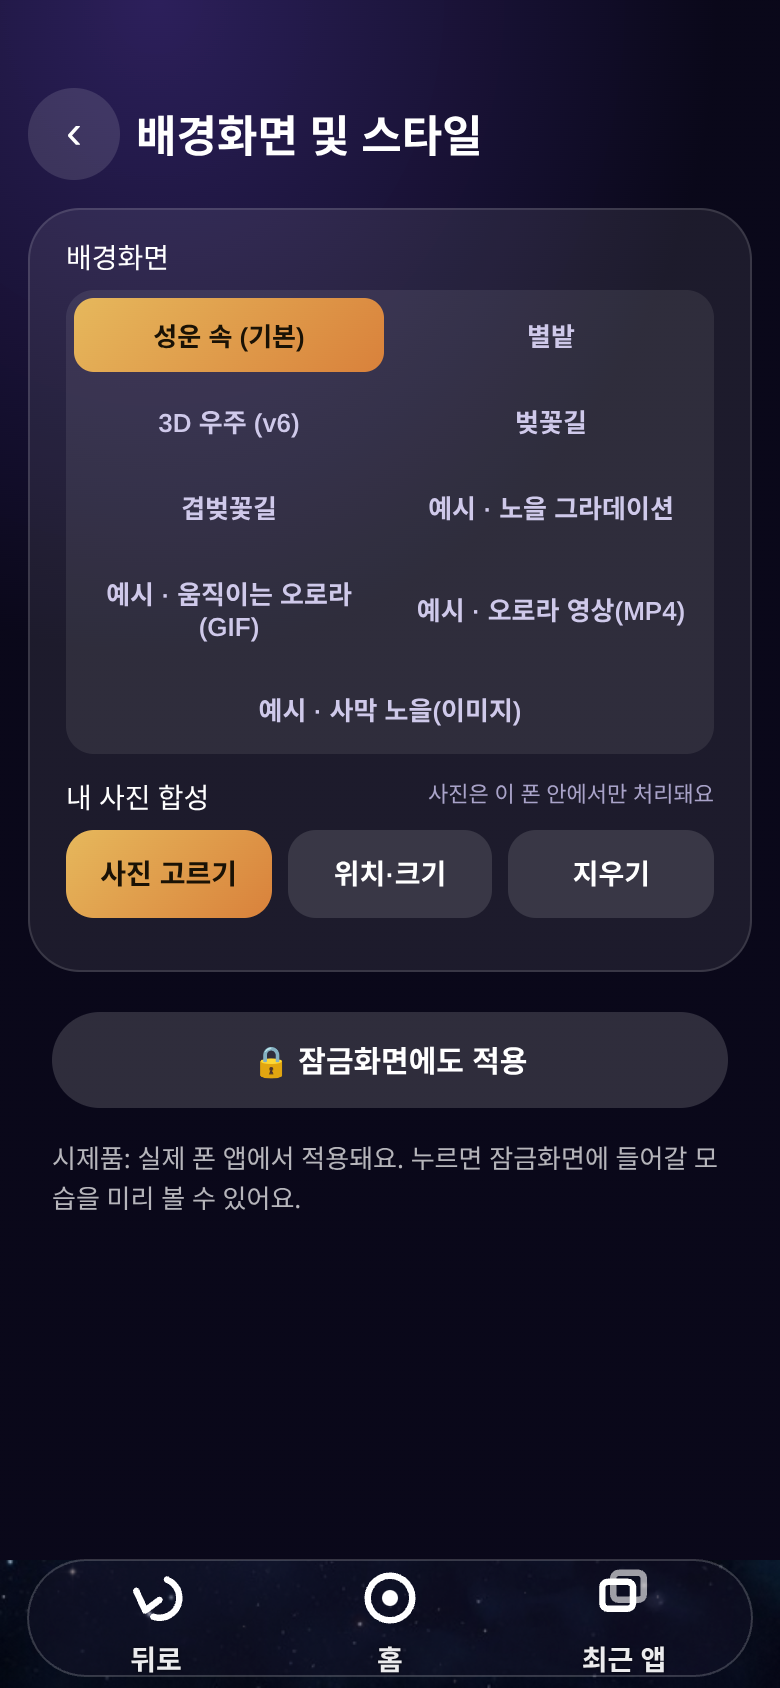 ‹ 배경화면 및 스타일
배경화면
성운 속 (기본)
별밭
3D 우주 (v6)
벚꽃길
겹벚꽃길
예시 · 노을 그라데이션
예시 · 움직이는 오로라
(GIF)
예시 · 오로라 영상(MP4)
예시 · 사막 노을(이미지)
내 사진 합성
사진은 이 폰 안에서만 처리돼요
사진 고르기
위치·크기
지우기
🔒 잠금화면에도 적용
시제품: 실제 폰 앱에서 적용돼요. 누르면 잠금화면에 들어갈 모
습을 미리 볼 수 있어요.
뒤로
홈
최근 앱